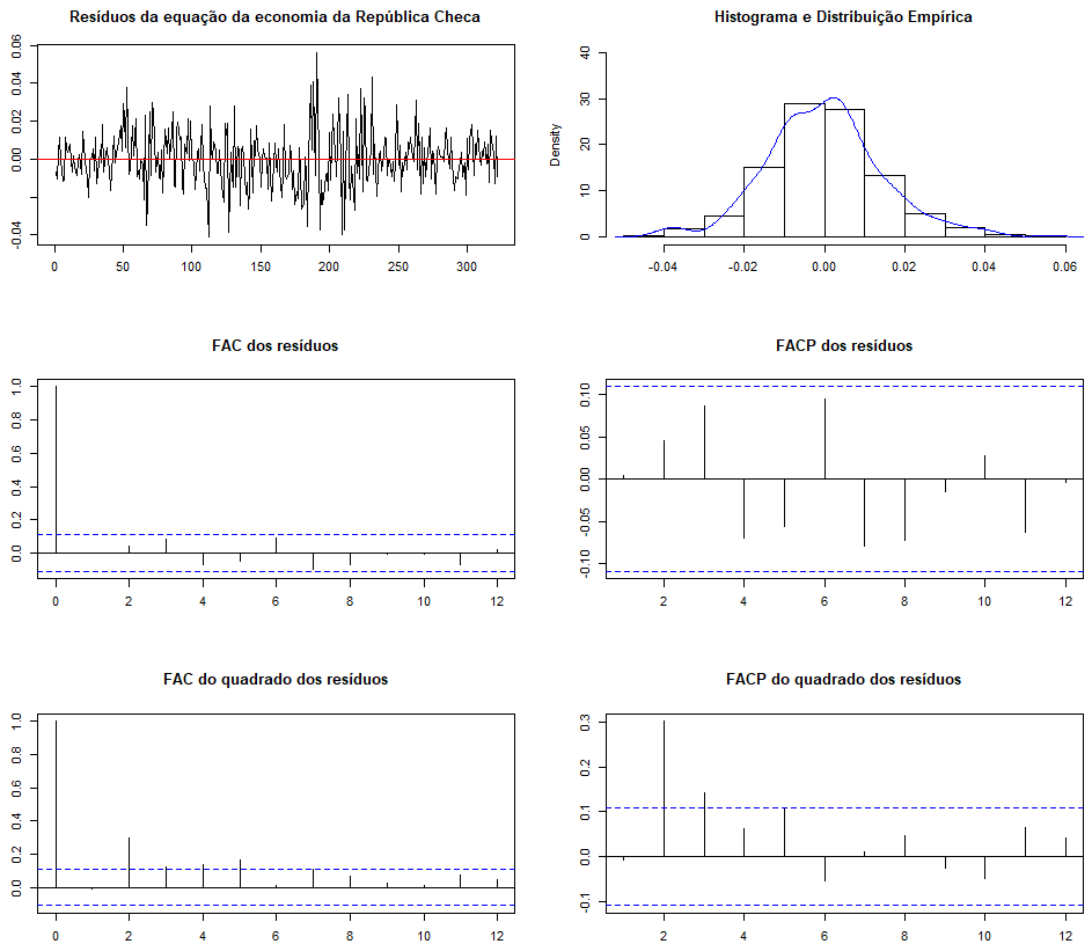 Resíduos da equação da economia da República Checa
0.06
0.04
0.02
0.00
-0.04
0 50 100 150 200 250 300
Histograma e Distribuição Empírica
Density
40
30
20
10
0
-0.04 -0.02 0.00 0.02 0.04 0.06
FAC dos resíduos
1.0
0.8
0.6
0.4
0.2
0.0
0 2 4 6 8 10 12
FACP dos resíduos
0.10
0.05
0.00
-0.05
-0.10
2 4 6 8 10 12
FAC do quadrado dos resíduos
1.0
0.8
0.6
0.4
0.2
0.0
0 2 4 6 8 10 12
FACP do quadrado dos resíduos
0.3
0.2
0.1
0.0
-0.1
2 4 6 8 10 12